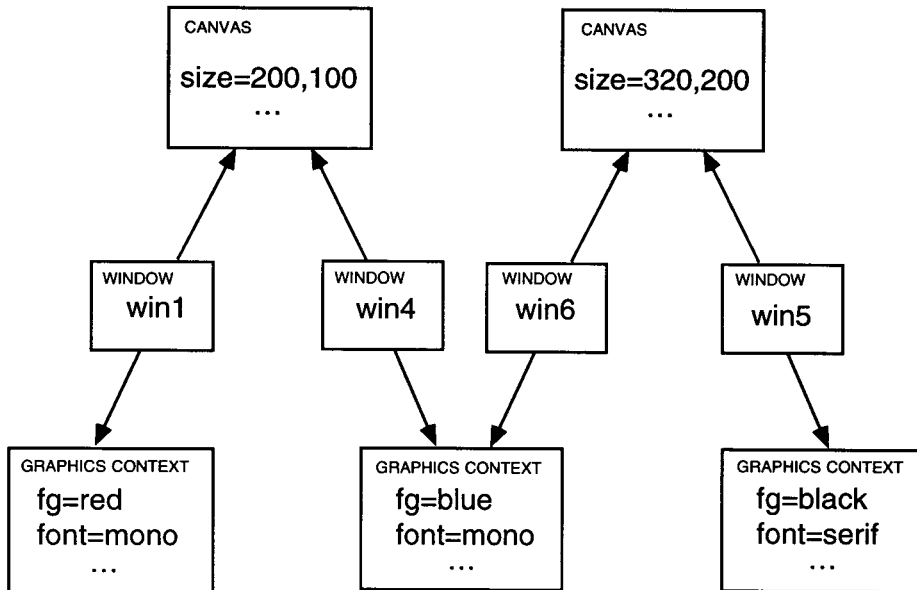 CANVAS
size=200,100
...
CANVAS
size=320,200
...
WINDOW
win1
WINDOW
win4
WINDOW
win6
WINDOW
win5
GRAPHICS CONTEXT
fg=red
font=mono
...
GRAPHICS CONTEXT
fg=blue
font=mono
...
GRAPHICS CONTEXT
fg=black
font=serif
...